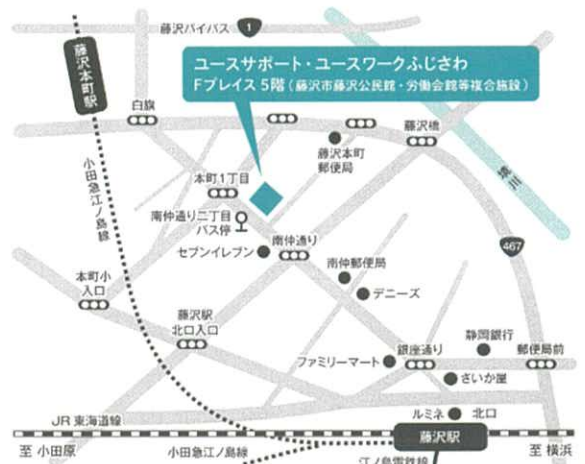 藤沢バイパス
1
藤沢本町駅
ユースサポート・ユースワークふじさわ
Fプレイス5階(藤沢市藤沢公民館・労働会館等複合施設)
白旗
藤沢橋
藤沢本町
郵便局
境川
小田急江ノ島線
本町1丁目
南仲通り二丁目
バス停
南仲通り
セブンイレブン
467
南仲郵便局
デニーズ
本町小
入口
藤沢駅
北口入口
静岡銀行
ファミリーマート
銀座通り
郵便局前
さいか屋
ルミネ
北口
JR東海道線
藤沢駅
至 小田原
小田急江ノ島線
江ノ島電鉄線
至 横浜